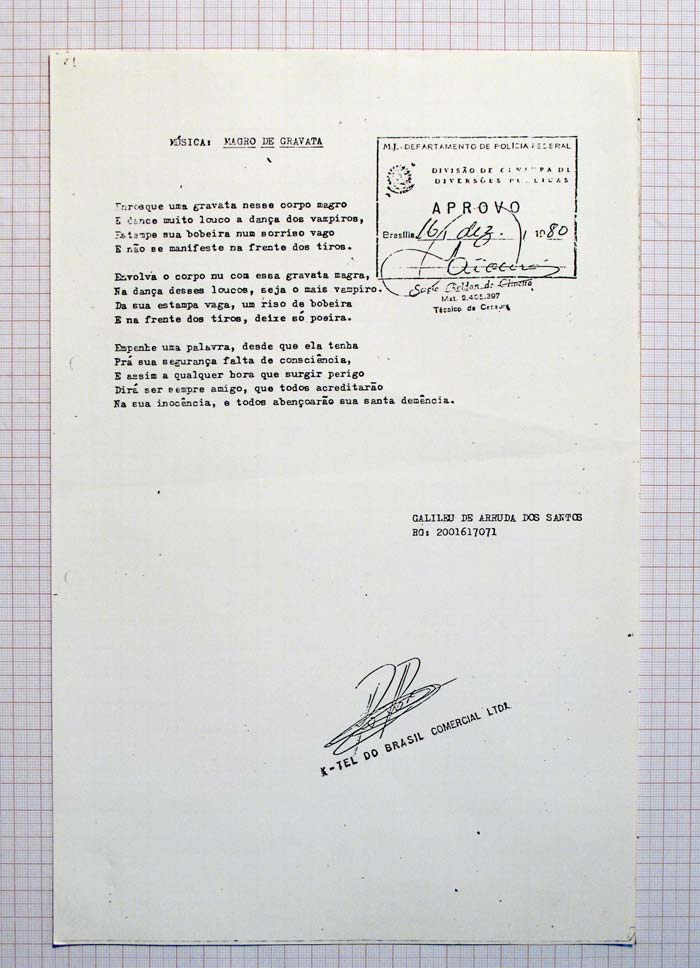 MÚSICA: MAGRO DE GRAVATA
M.J. - DEPARTAMENTO DE POLÍCIA FEDERAL
DIVISÃO DE CENSURA DE
DIVERSÕES PÚBLICAS
APROVO
Brasília, 16/ dez. / 1980
Mat. 2.405.397
Técnico de Censura
Enrosque uma gravata nesse corpo magro
E dance muito louco a dança dos vampiros,
Estampe sua bobeira num sorriso vago
E não se manifeste na frente dos tiros.
Envolva o corpo nu com essa gravata magra,
Na dança desses loucos, seja o mais vampiro.
Da sua estampa vaga, um riso de bobeira
E na frente dos tiros, deixe só poeira.
Empenhe uma palavra, desde que ela tenha
Prá sua segurança falta de consciência,
E assim a qualquer hora que surgir perigo
Dirá ser sempre amigo, que todos acreditarão
Na sua inocência, e todos abençoarão sua santa demência.
GALILEU DE ARRUDA DOS SANTOS
RG: 2001617071
K-TEL DO BRASIL COMERCIAL LTDA